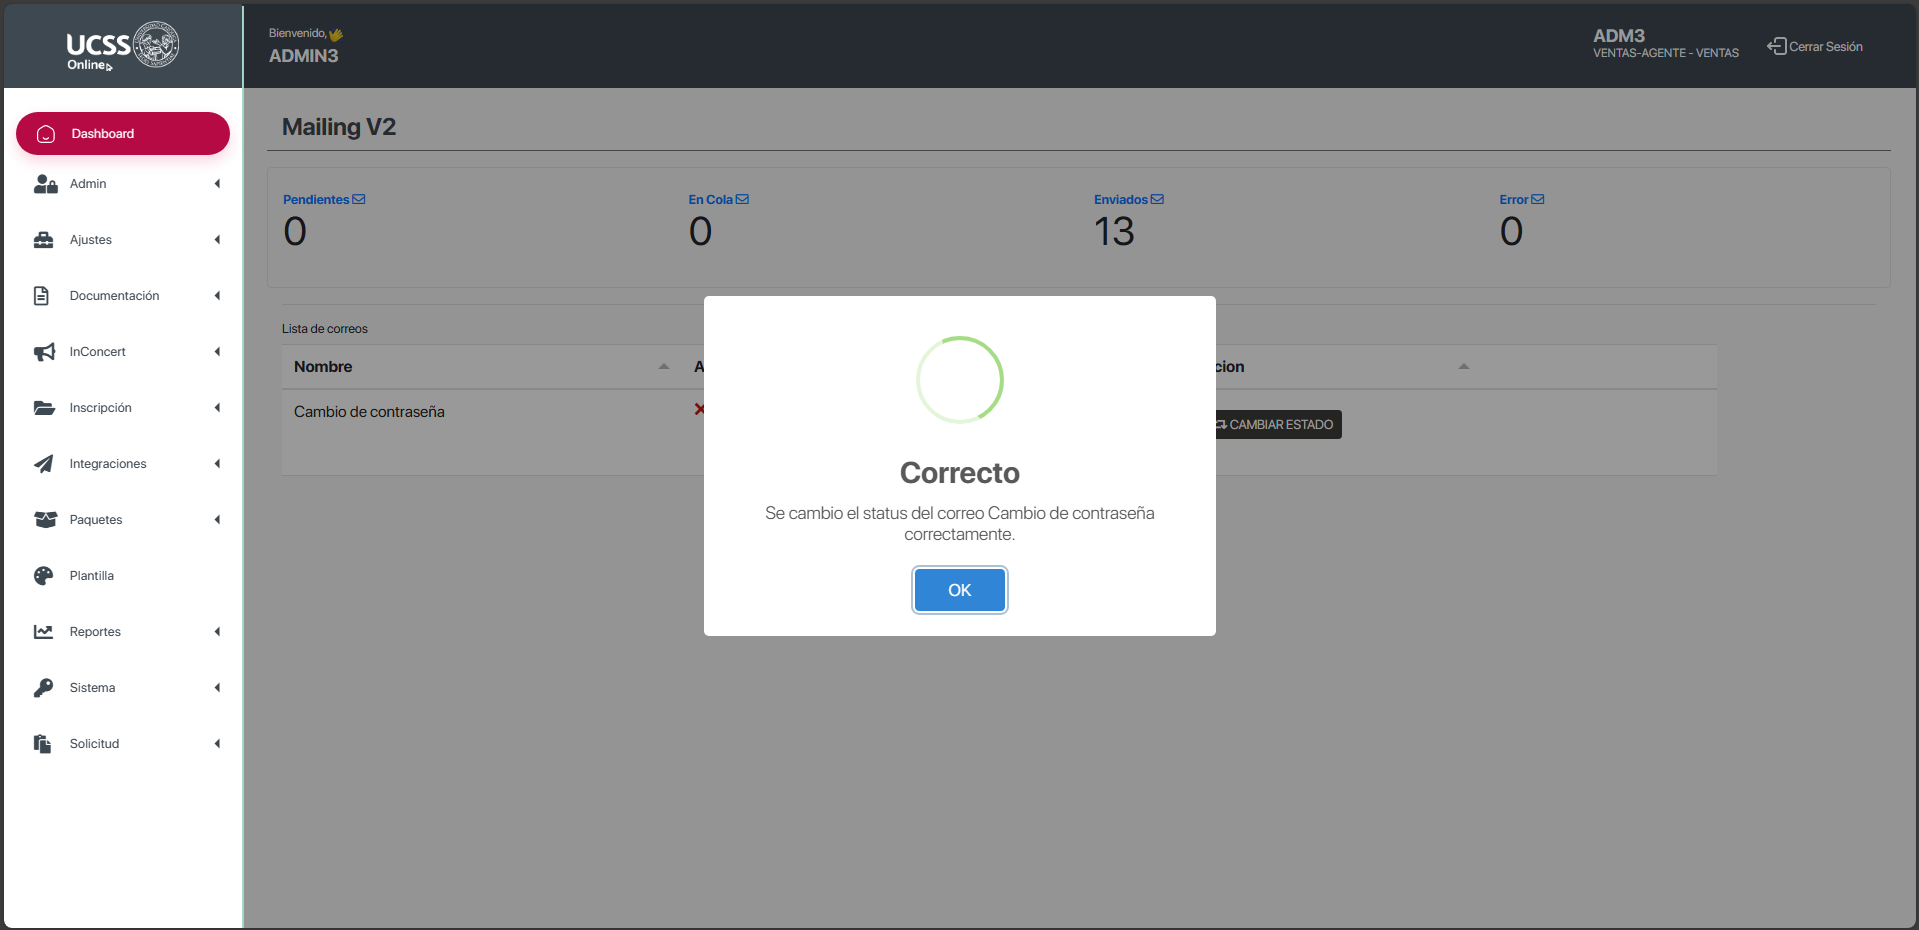 UCSS
Online
Bienvenido,
ADMIN3
ADM3
VENTAS-AGENTE - VENTAS
Cerrar Sesión
Dashboard
Admin
Ajustes
Documentación
InConcert
Inscripción
Integraciones
Paquetes
Plantilla
Reportes
Sistema
Solicitud
Mailing V2
Pendientes
0
En Cola
0
Enviados
13
Error
0
Lista de correos
Nombre
A
cion
Cambio de contraseña
CAMBIAR ESTADO
Correcto
Se cambio el status del correo Cambio de contraseña
correctamente.
OK